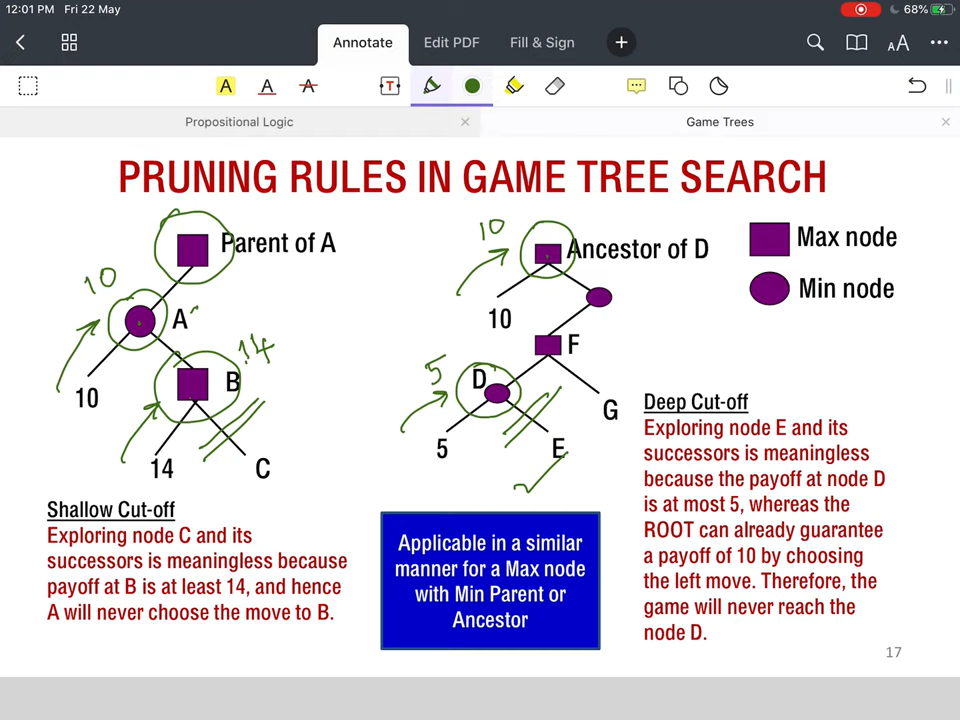 12:01 PM Fri 22 May
68%
Annotate
Edit PDF
Fill & Sign
+
AA
A A A T
Propositional Logic
Game Trees
PRUNING RULES IN GAME TREE SEARCH
Parent of A
10
A
10
14
B
14
C
Ancestor of D
10
10
F
5
D
G
5
E
Max node
Min node
Shallow Cut-off
Exploring node C and its
successors is meaningless because
payoff at B is at least 14, and hence
A will never choose the move to B.
Applicable in a similar
manner for a Max node
with Min Parent or
Ancestor
Deep Cut-off
Exploring node E and its
successors is meaningless
because the payoff at node D
is at most 5, whereas the
ROOT can already guarantee
a payoff of 10 by choosing
the left move. Therefore, the
game will never reach the
node D.
17